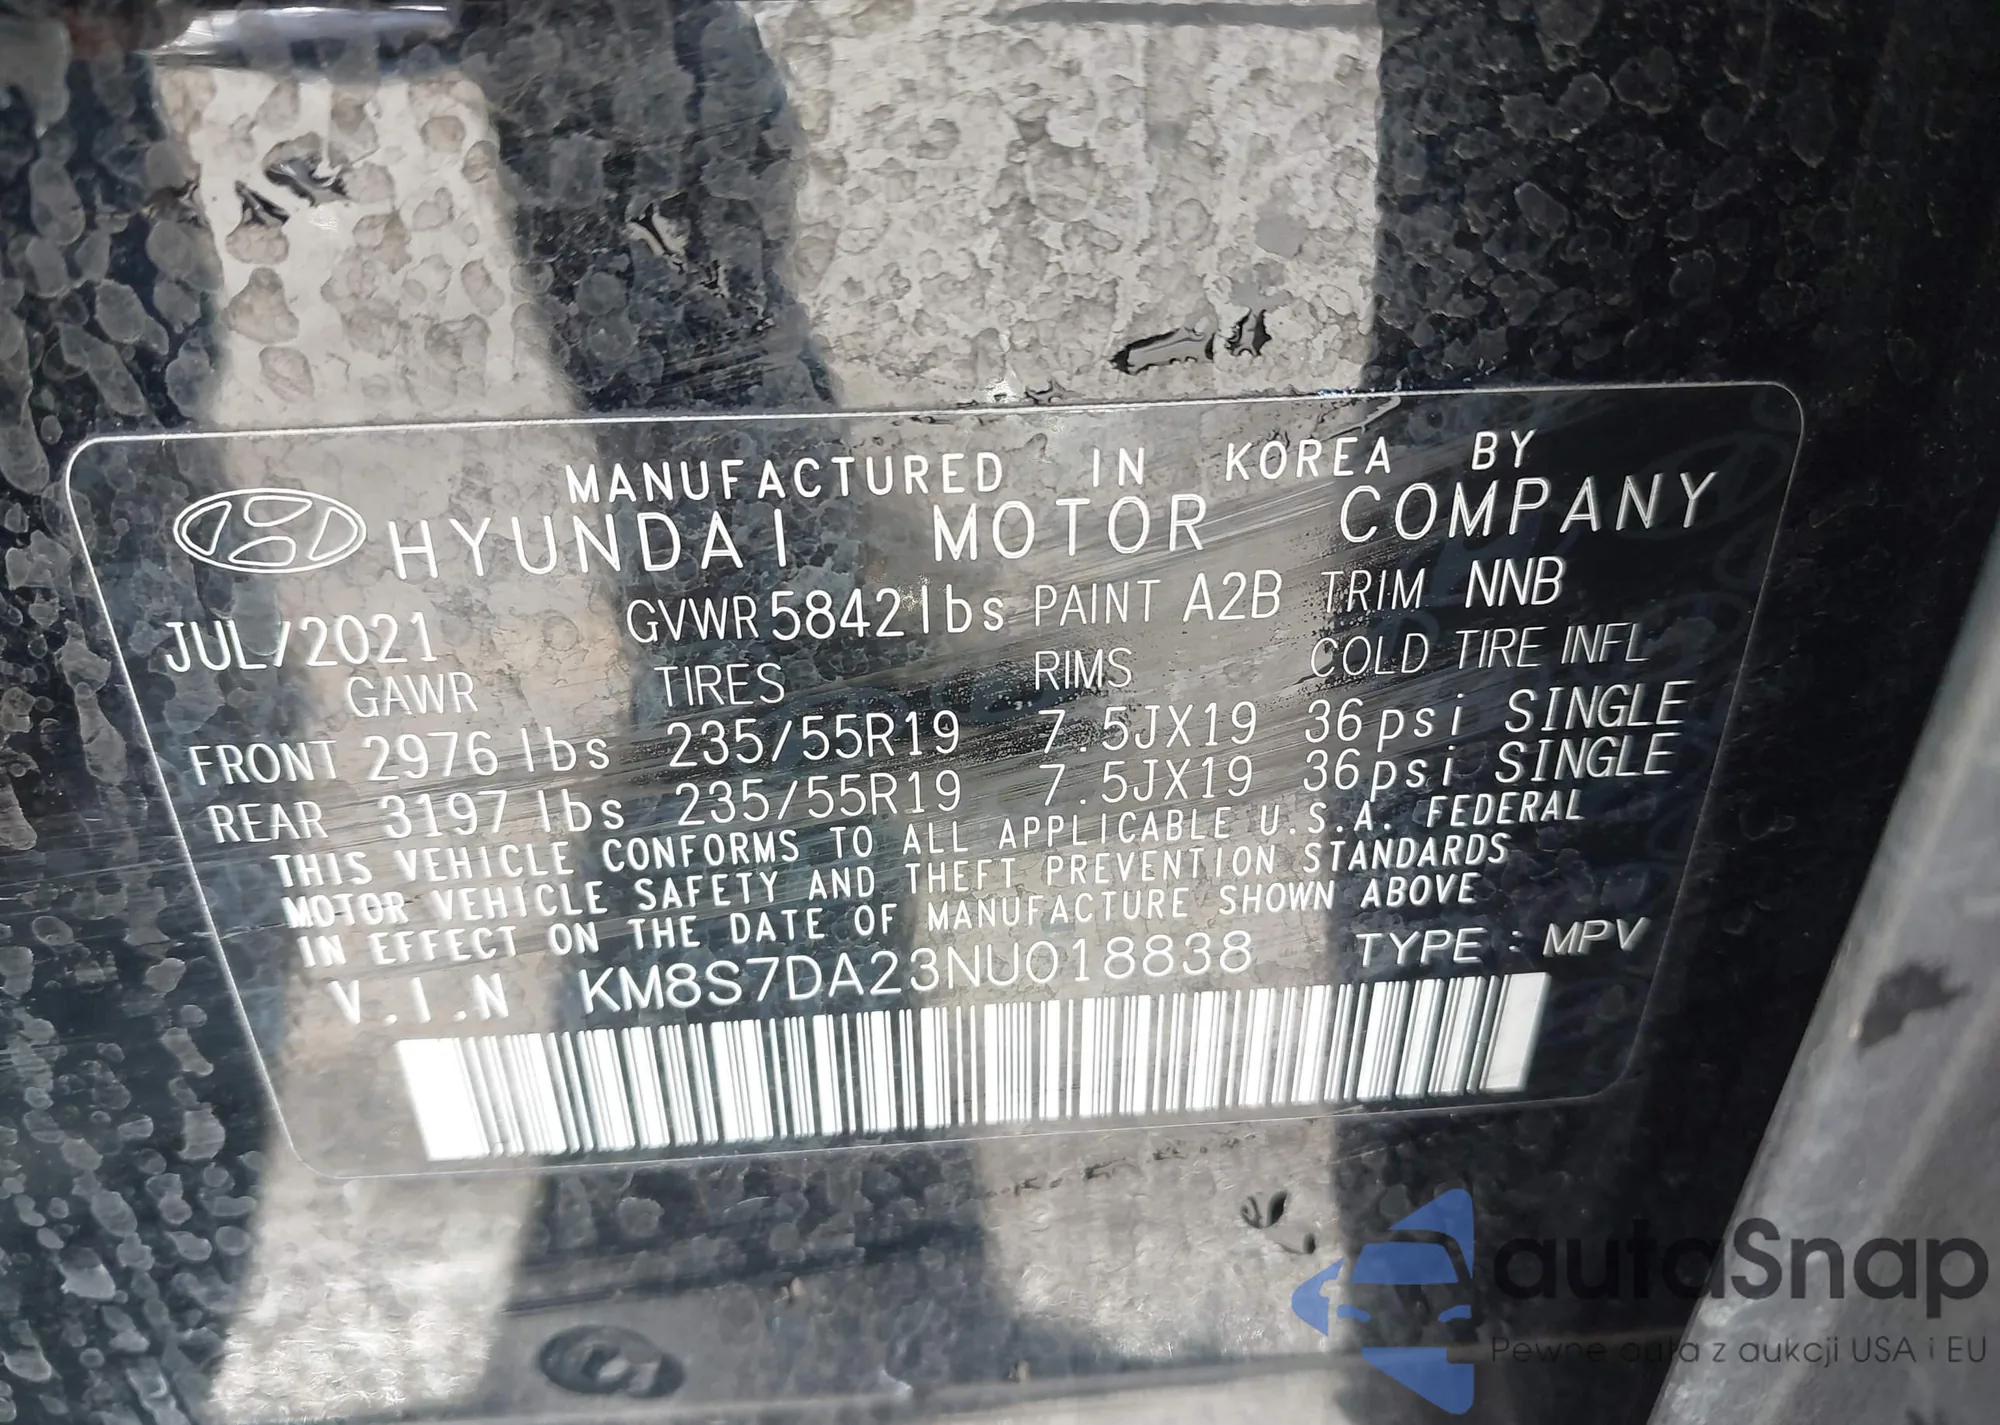 MANUFACTURED IN KOREA BY
HYUNDAI MOTOR COMPANY
JUL/2021 GVWR 5842 lbs PAINT A2B TRIM NNB
GAWR TIRES RIMS COLD TIRE INFL
FRONT 2976 lbs 235/55R19 7.5JX19 36psi SINGLE
REAR 3197 lbs 235/55R19 7.5JX19 36psi SINGLE
THIS VEHICLE CONFORMS TO ALL APPLICABLE U.S.A. FEDERAL
MOTOR VEHICLE SAFETY AND THEFT PREVENTION STANDARDS
IN EFFECT ON THE DATE OF MANUFACTURE SHOWN ABOVE
V.I.N KM8S7DA23NU018838 TYPE : MPV
autaSnap
Pewne auta z aukcji USA i EU